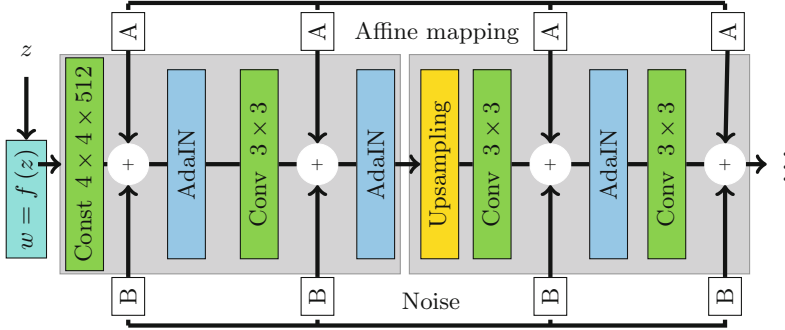 A
A
A
A
Affine mapping
z
w = f (z)
Const 4 × 4 × 512
+
AdaIN
Conv 3 × 3
+
AdaIN
Upsampling
Conv 3 × 3
+
AdaIN
Conv 3 × 3
+
...
B
B
B
B
Noise